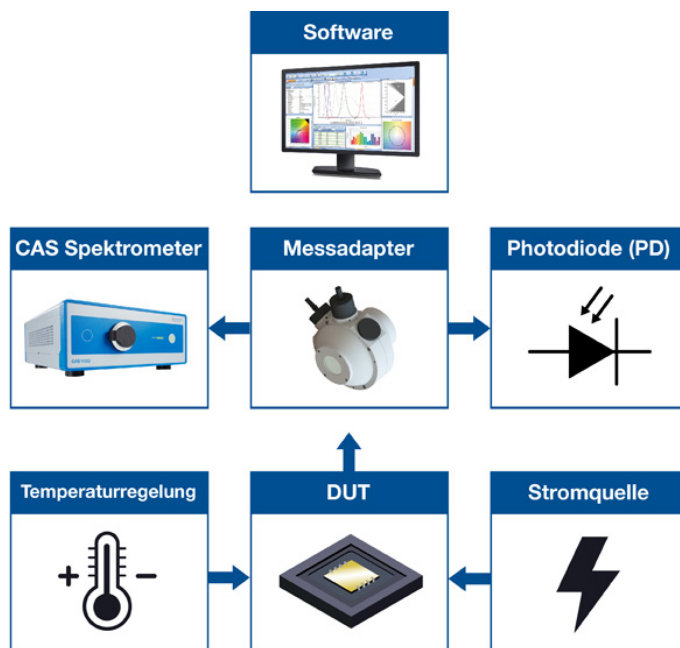 Software
CAS Spektrometer
Messadapter
Photodiode (PD)
Temperaturregelung
DUT
Stromquelle
+
−